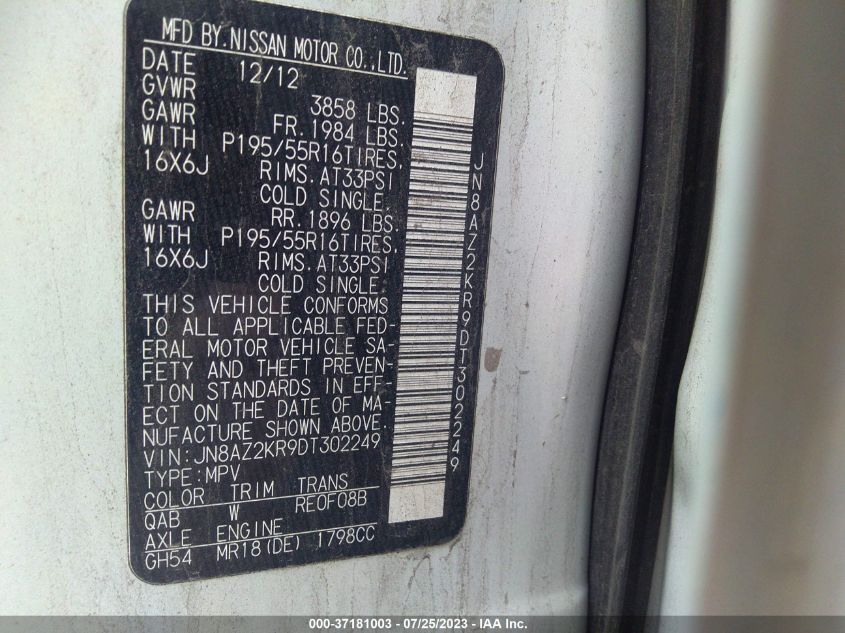 MFD BY.NISSAN MOTOR CO.,LTD.
DATE 12/12
GVWR 3858 LBS.
GAWR FR.1984 LBS.
WITH P195/55R16TIRES,
16X6J RIMS.AT33PSI
COLD SINGLE.
GAWR RR.1896 LBS.
WITH P195/55R16TIRES,
16X6J RIMS.AT33PSI
COLD SINGLE.
THIS VEHICLE CONFORMS
TO ALL APPLICABLE FED-
ERAL MOTOR VEHICLE SA-
FETY AND THEFT PREVEN-
TION STANDARDS IN EFF-
ECT ON THE DATE OF MA-
NUFACTURE SHOWN ABOVE.
VIN:JN8AZ2KR9DT302249
TYPE:MPV
COLOR TRIM TRANS
QAB W RE0F08B
AXLE ENGINE
GH54 MR18(DE) 1798CC
JN8AZ2KR9DT302249
000-37181003 - 07/25/2023 - IAA Inc.